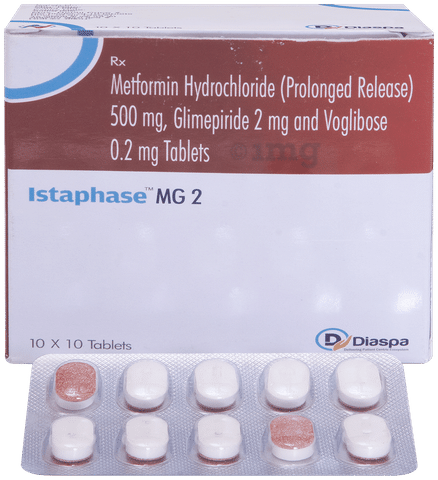 Rx
Metformin Hydrochloride (Prolonged Release)
500 mg, Glimepiride 2 mg and Voglibose
0.2 mg Tablets
1mg
Istaphase™ MG 2
10 X 10 Tablets
D Diaspa